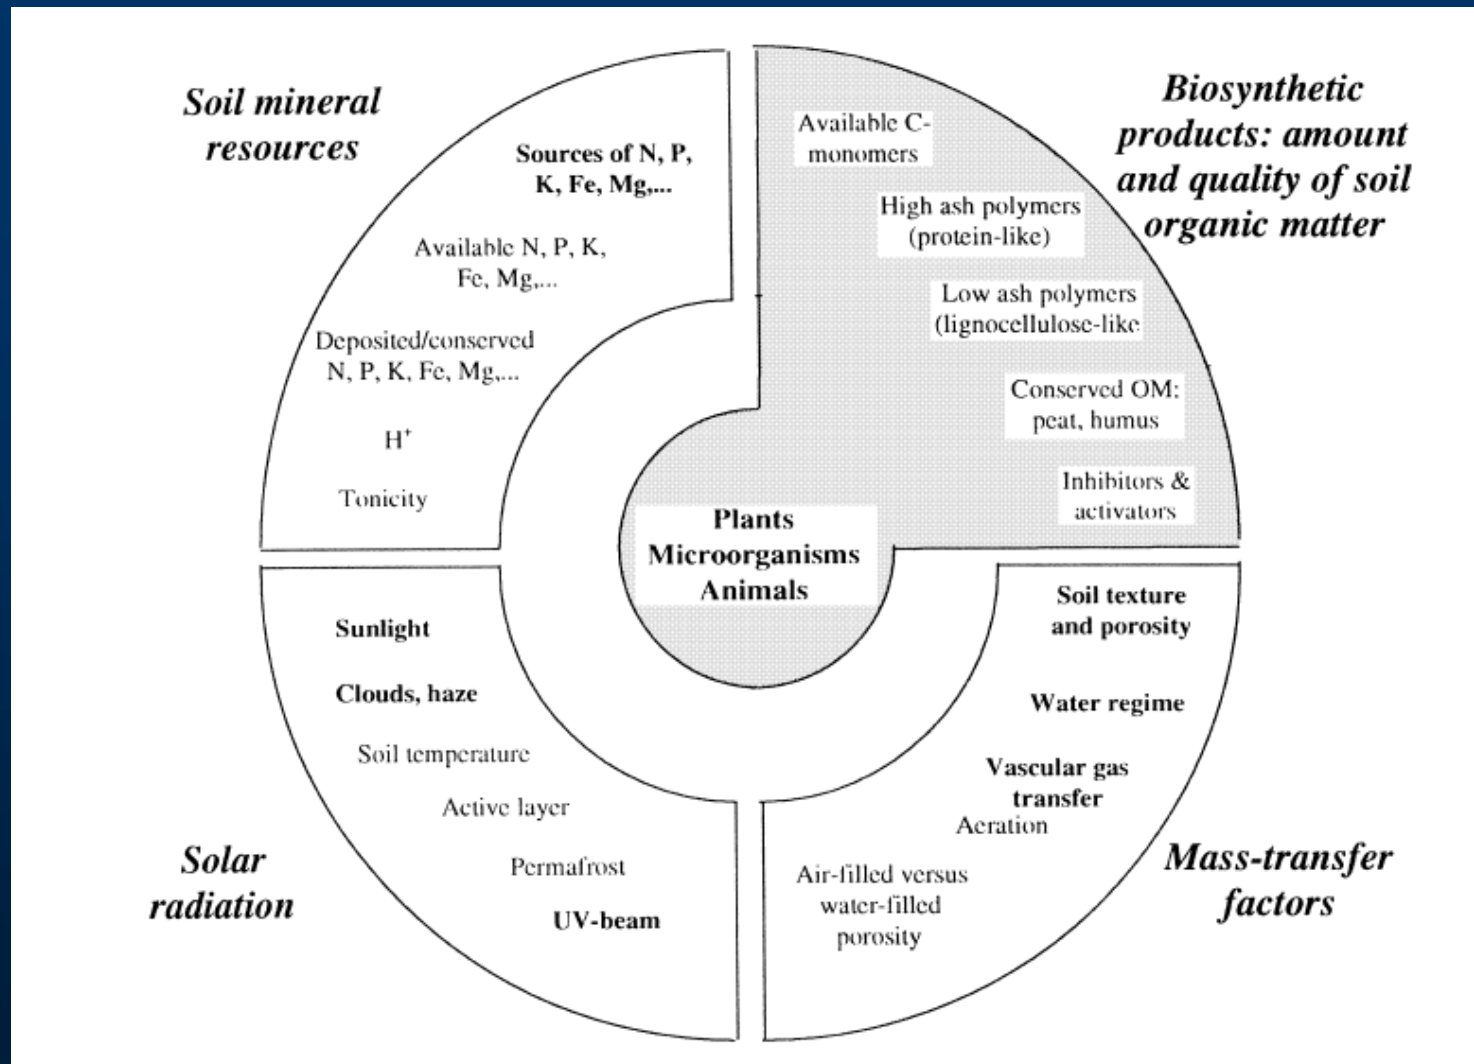 Soil mineral
resources
Sources of N, P,
K, Fe, Mg,...
Available N, P, K,
Fe, Mg,...
Deposited/conserved
N, P, K, Fe, Mg,...
H⁺
Tonicity
Biosynthetic
products: amount
and quality of soil
organic matter
Available C-
monomers
High ash polymers
(protein-like)
Low ash polymers
(lignocellulose-like
Conserved OM:
peat, humus
Inhibitors &
activators
Plants
Microorganisms
Animals
Solar
radiation
Sunlight
Clouds, haze
Soil temperature
Active layer
Permafrost
UV-beam
Soil texture
and porosity
Water regime
Vascular gas
transfer
Aeration
Air-filled versus
water-filled
porosity
Mass-transfer
factors